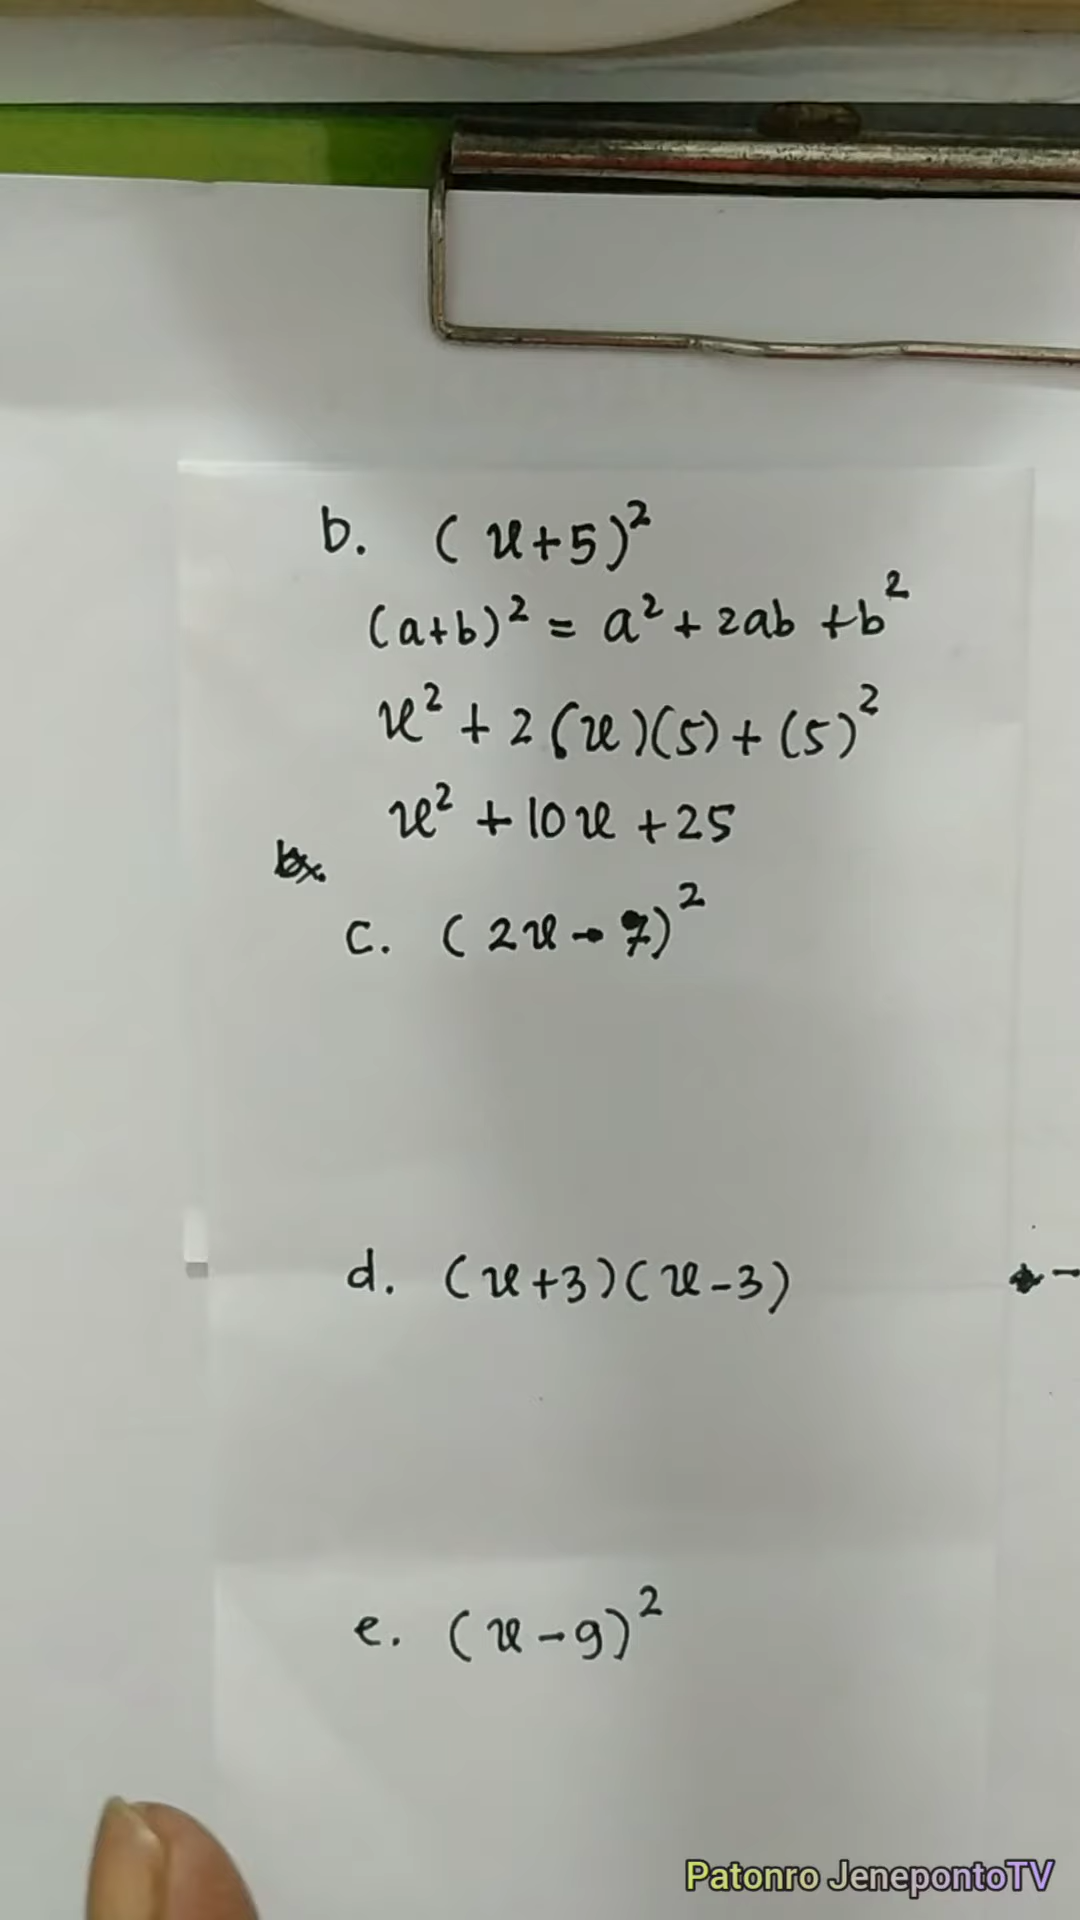 b. (x+5)²
(a+b)² = a² + 2ab + b²
x² + 2(x)(5) + (5)²
x² + 10x + 25
c. (2x - 7)²
d. (x+3)(x-3)
e. (x-9)²
Patonro JenepontoTV